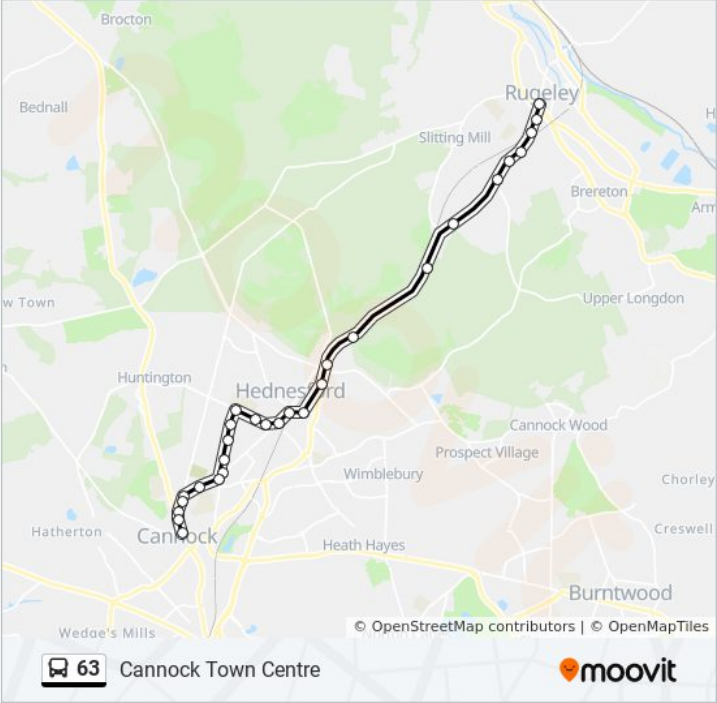 Brocton
Bednall
Rugeley
Slitting Mill
Brereton
w Town
Upper Longdon
Huntington
Hednesford
Cannock Wood
Prospect Village
Wimblebury
Chorley
Hatherton
Cannock
Creswell
Heath Hayes
Burntwood
Wedge's Mills
© OpenStreetMap contributors | © OpenMapTiles
63 Cannock Town Centre
moovit